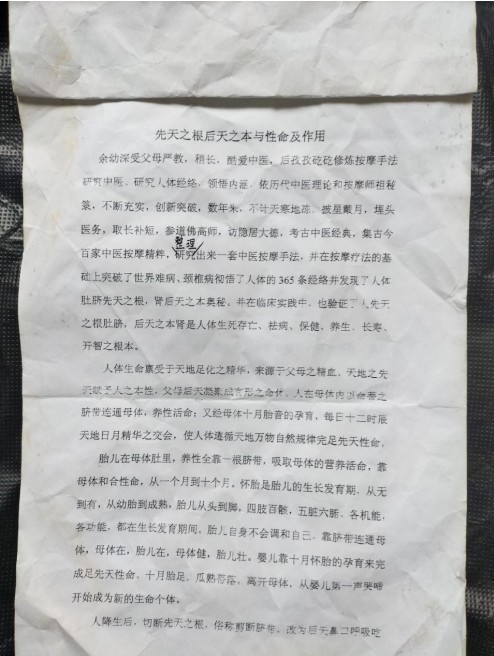 先天之根后天之本与性命及作用
余幼深受父母严教，稍长，酷爱中医，后孜孜矻矻修炼按摩手法
研究中医、研究人体经络，领悟内涵。依历代中医理论和按摩师祖秘
箓，不断充实，创新突破，数年来，不计天寒地冻，披星戴月，埋头
医务，取长补短，参道佛高师，访隐居大德，考古中医经典，集古今
整理
百家中医按摩精粹，研究出来一套中医按摩手法，并在按摩疗法的基
础上突破了世界难病、颈椎病彻悟了人体的365条经络并发现了人体
肚脐先天之根，肾后天之本奥秘。并在临床实践中，也验证了人先天
之根肚脐，后天之本肾是人体生死存亡、祛病、保健、养生、长寿、
开智之根本。
人体生命禀受于天地足化之精华，来源于父母之精血，天地之先
天赋予人之本性，父母后天凝聚成有形之命体。人在母体内以命蒂之
脐带连通母体，养性活命；又经母体十月胎音的孕育，每日十二时辰
天地日月精华之交会，使人体遵循天地万物自然规律完足先天性命。
胎儿在母体肚里，养性全靠一根脐带，吸取母体的营养活命，靠
母体和合性命，从一个月到十个月。怀胎是胎儿的生长发育期、从无
到有，从幼胎到成熟，胎儿从头到脚，四肢百骸，五脏六腑、各机能，
各功能，都在生长发育期间。胎儿自身不会调和自己、靠脐带连通母
体，母体在，胎儿在，母体健，胎儿壮。婴儿靠十月怀胎的孕育来完
成足先天性命、十月胎足、瓜熟蒂落，离开母体，从婴儿第一声哭啼
开始成为新的生命个体。
人降生后，切断先天之根，俗称剪断脐带，改为后天鼻口呼吸吃